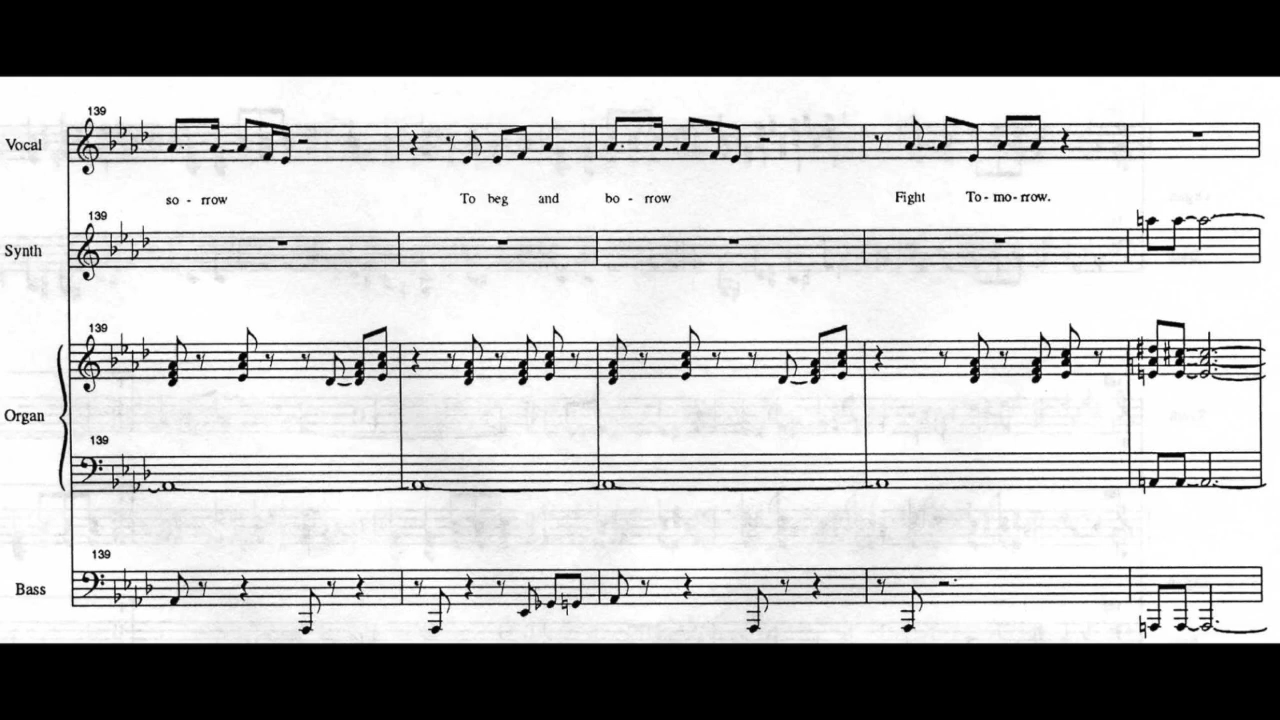 139
Vocal
so - rrow To beg and bo - rrow Fight To - mo - rrow.
139
Synth
139
Organ
139
139
Bass